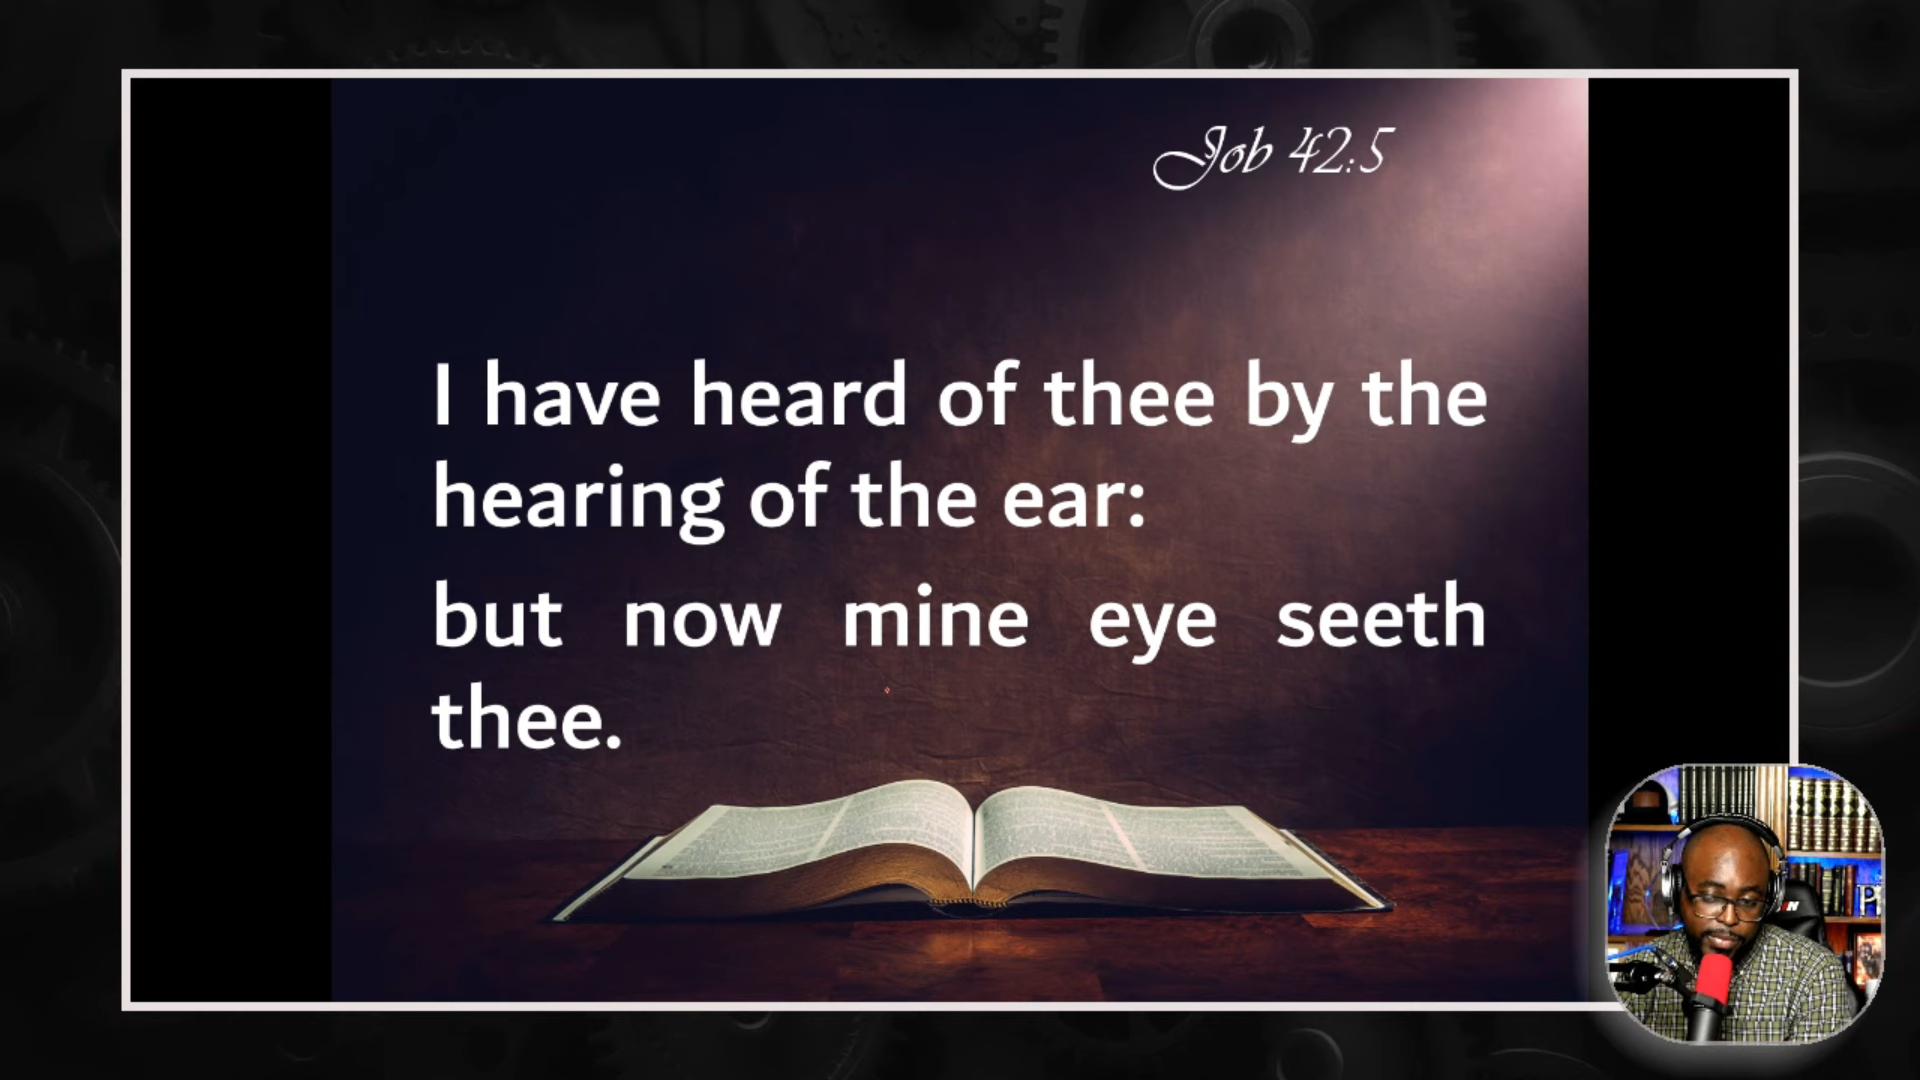 Job 42:5
I have heard of thee by the
hearing of the ear:
but now mine eye seeth
thee.